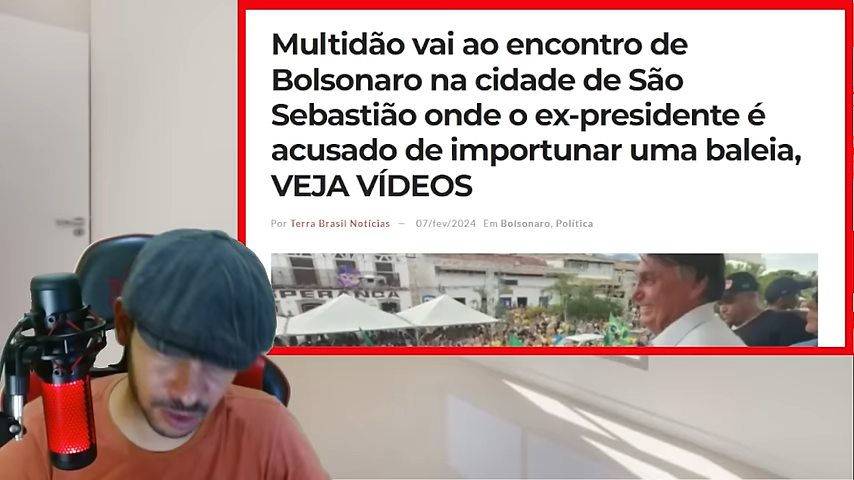 Multidão vai ao encontro de
Bolsonaro na cidade de São
Sebastião onde o ex-presidente é
acusado de importunar uma baleia,
VEJA VÍDEOS
Por Terra Brasil Notícias — 07/fev/2024 Em Bolsonaro, Política
PERANDA